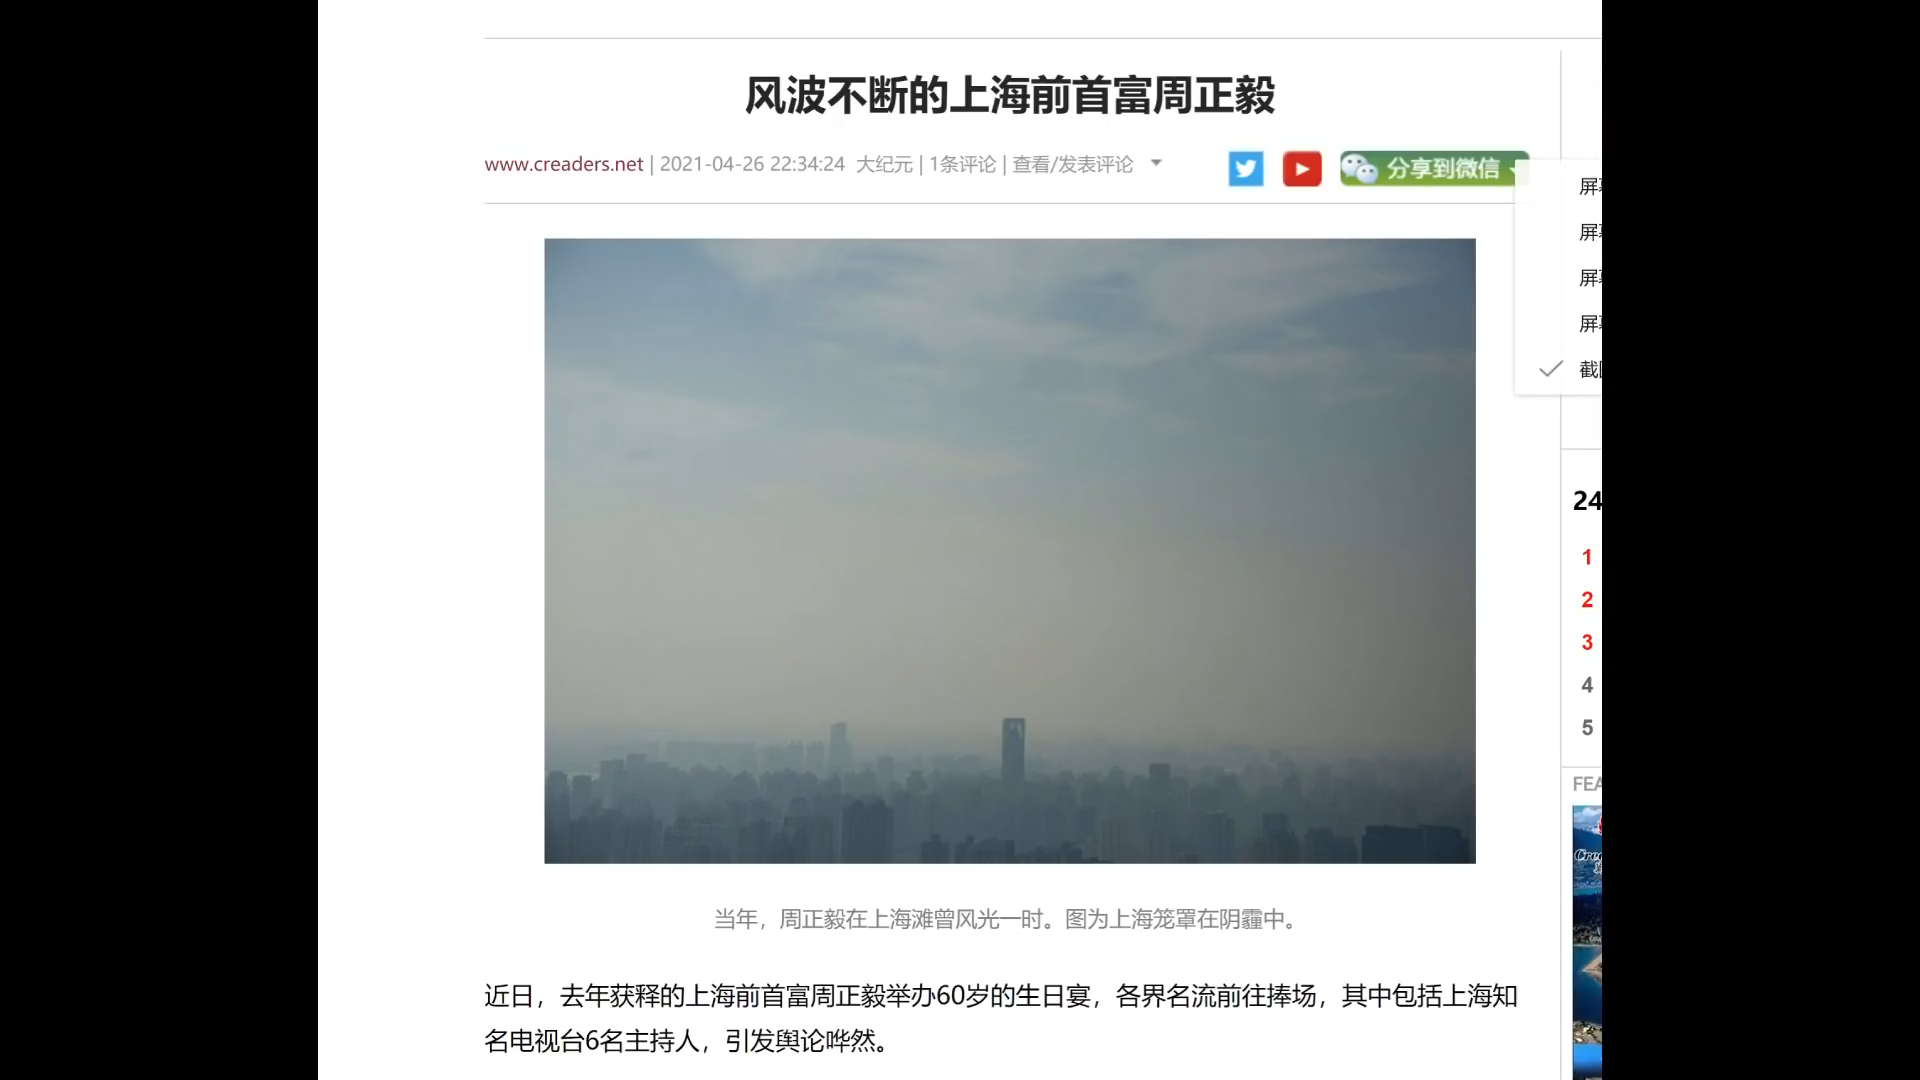 风波不断的上海前首富周正毅
www.creaders.net | 2021-04-26 22:34:24 大纪元 | 1条评论 | 查看/发表评论
分享到微信
屏
屏
屏
屏
截
24
1
2
3
4
5
FEA
当年，周正毅在上海滩曾风光一时。图为上海笼罩在阴霾中。
近日，去年获释的上海前首富周正毅举办60岁的生日宴，各界名流前往捧场，其中包括上海知
名电视台6名主持人，引发舆论哗然。